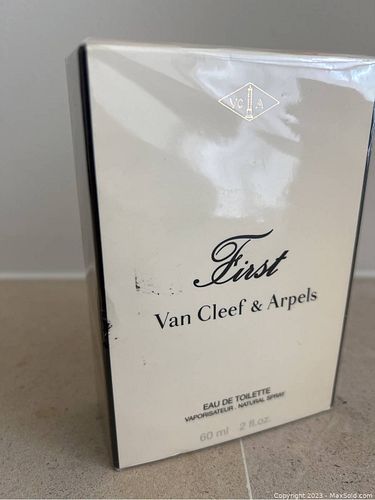 VC A
First
Van Cleef & Arpels
EAU DE TOILETTE
VAPORISATEUR . NATURAL SPRAY
60 ml 2 fl.oz.
Copyright 2023 - MaxSold.com